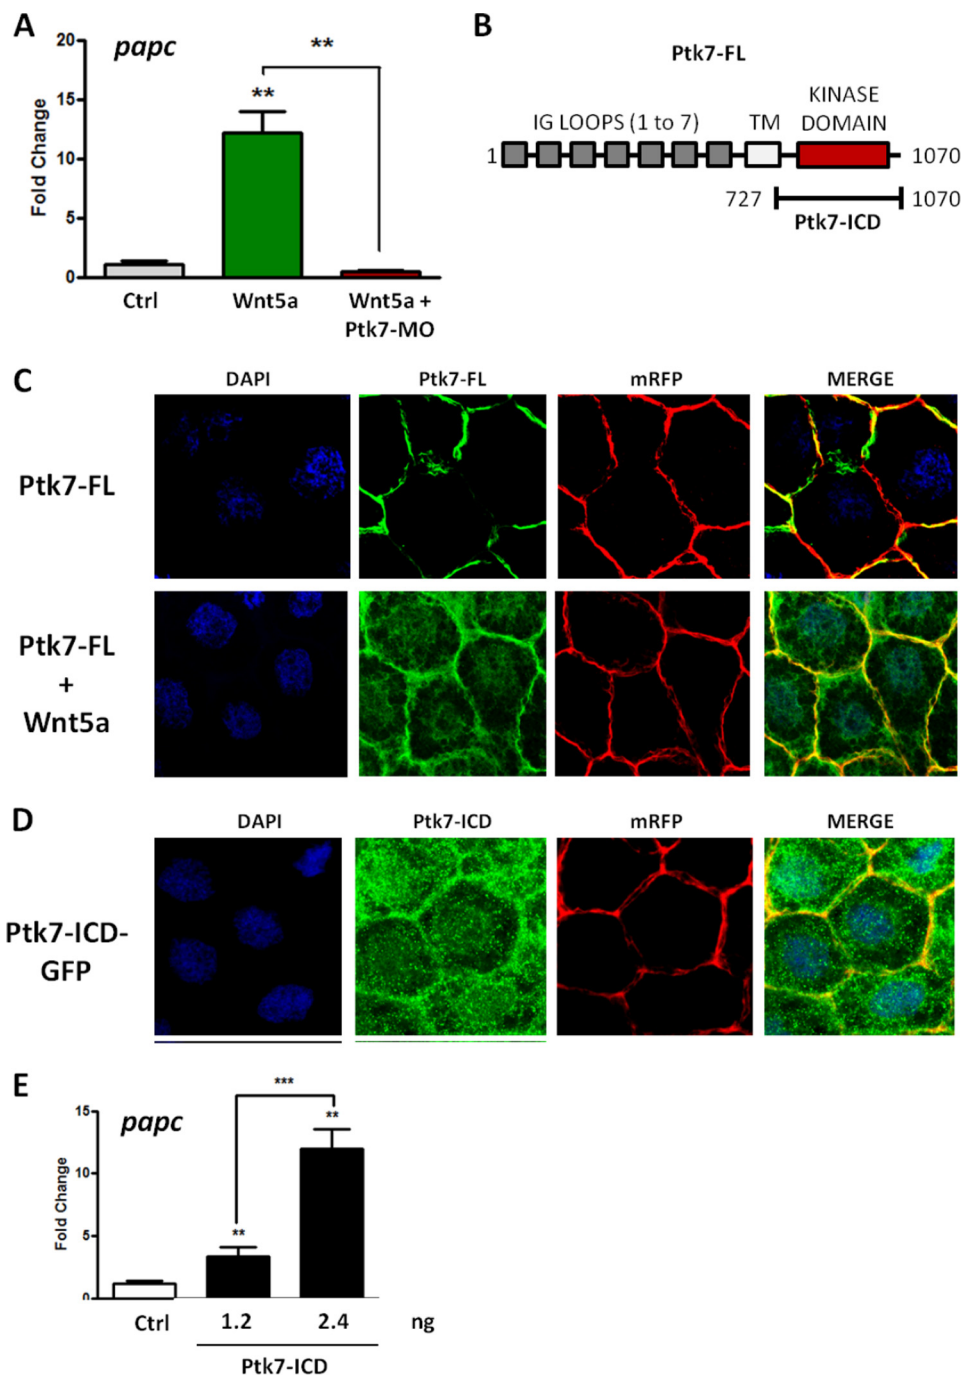 A
papc
**
**
20
15
10
5
0
Fold Change
Ctrl
Wnt5a
Wnt5a +
Ptk7-MO
B
Ptk7-FL
KINASE
IG LOOPS (1 to 7) TM DOMAIN
1 1070
727 1070
Ptk7-ICD
C
DAPI Ptk7-FL mRFP MERGE
Ptk7-FL
Ptk7-FL
+
Wnt5a
D
DAPI Ptk7-ICD mRFP MERGE
Ptk7-ICD-
GFP
E
papc
***
**
**
15
10
5
0
Fold Change
Ctrl 1.2 2.4 ng
Ptk7-ICD